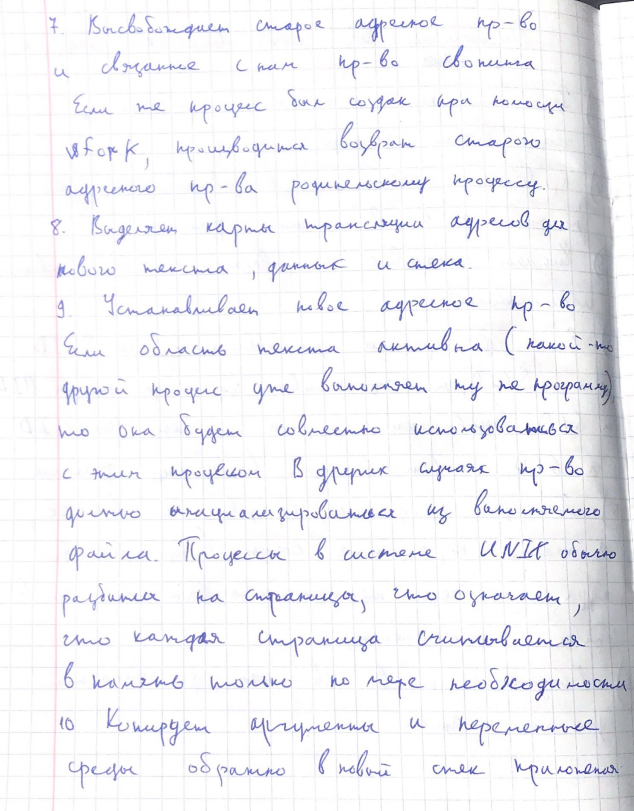 7. Высвобождает старое адресное пр-во
и связанное с ним пр-во свопинга
Если же процесс был создан при помощи
vfork, производится возврат старого
адресного пр-ва родительскому процессу.
8. Выделяет карты трансляции адресов для
нового текста, данных и стека.
9. Устанавливает новое адресное пр-во
Если область текста активна (какой-то
другой процесс уже выполняет ту же программу)
то она будет совместно использоваться
с этим процессом В других случаях пр-во
должно инициализироваться из выполняемого
файла. Процессы в системе UNIX обычно
разбиты на страницы, что означает,
что каждая страница считывается
в память только по мере необходимости
10 Копирует аргументы и переменные
среды обратно в новый стек приложения